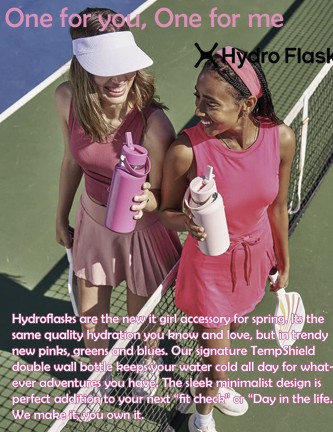 One for you, One for me
Hydro Flask
Hydroflasks are the new it girl accessory for spring. Its the
same quality hydration you know and love, but in trendy
new pinks, greens and blues. Our signature TempShield
double wall bottle keeps your water cold all day for what-
ever adventures you have. The sleek minimalist design is
perfect addition to your next “fit check” or “Day in the life.
We make it, you own it.